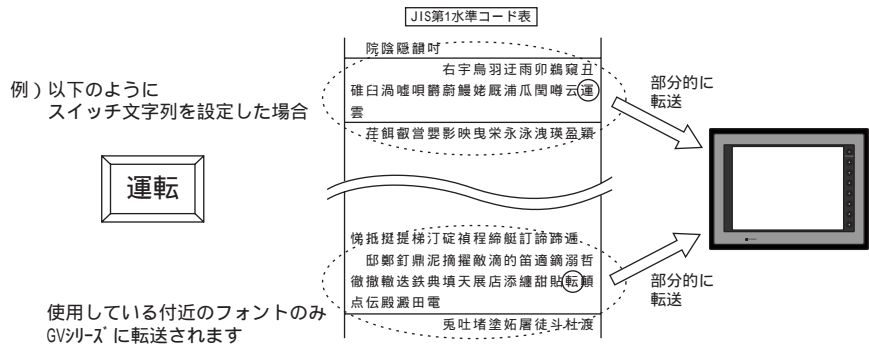 JIS第1水準コード表
院陰隠韻吋
右宇烏羽迂雨卯鵜窺丑
碓臼渦嘘唄欝蔚鰻姥厩浦瓜閏噂云運
雲
荏餌叡営嬰影映曳栄永泳洩瑛盈穎
例）以下のように
スイッチ文字列を設定した場合
運転
部分的に
転送
悌抵挺提梯汀碇禎程締艇訂諦蹄逓
邸鄭釘鼎泥摘擢敵滴的笛適鏑溺哲
徹撤轍迭鉄典填天展店添纏甜貼転顛
点伝殿澱田電
兎吐堵塗妬屠徒斗杜渡
部分的に
転送
使用している付近のフォントのみ
GVｼﾘｰｽﾞに転送されます